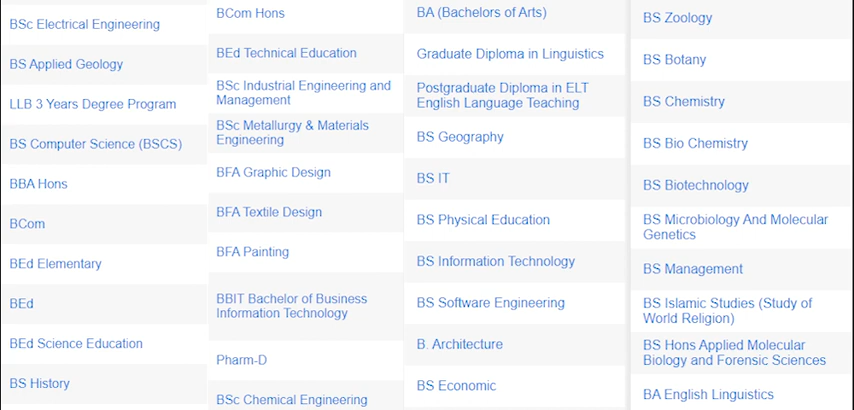 BSc Electrical Engineering
BS Applied Geology
LLB 3 Years Degree Program
BS Computer Science (BSCS)
BBA Hons
BCom
BEd Elementary
BEd
BEd Science Education
BS History
BCom Hons
BEd Technical Education
BSc Industrial Engineering and
Management
BSc Metallurgy & Materials
Engineering
BFA Graphic Design
BFA Textile Design
BFA Painting
BBIT Bachelor of Business
Information Technology
Pharm-D
BSc Chemical Engineering
BA (Bachelors of Arts)
Graduate Diploma in Linguistics
Postgraduate Diploma in ELT
English Language Teaching
BS Geography
BS IT
BS Physical Education
BS Information Technology
BS Software Engineering
B. Architecture
BS Economic
BS Zoology
BS Botany
BS Chemistry
BS Bio Chemistry
BS Biotechnology
BS Microbiology And Molecular
Genetics
BS Management
BS Islamic Studies (Study of
World Religion)
BS Hons Applied Molecular
Biology and Forensic Sciences
BA English Linguistics